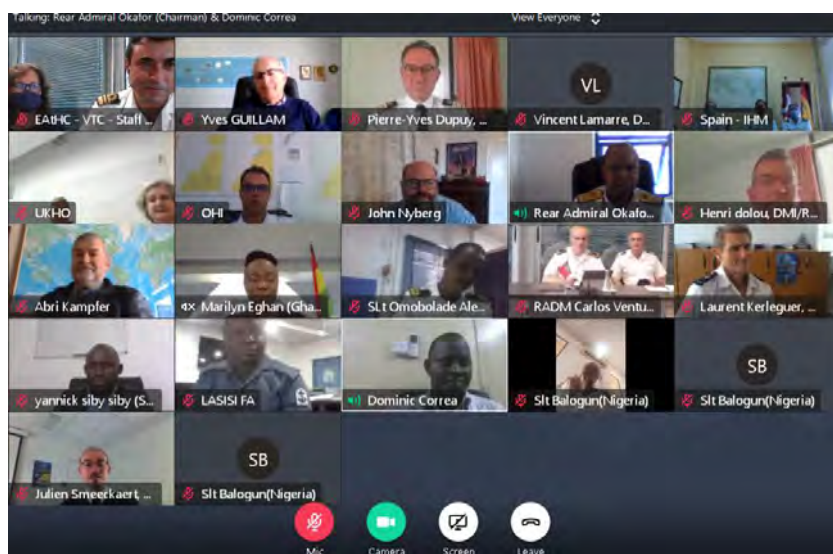 Talking: Rear Admiral Okafor (Chairman) & Dominic Correa
View Everyone
EAtHC - VTC - Staff ...
Yves GUILLAM
Pierre-Yves Dupuy, ...
VL
Vincent Lamarre, D...
Spain - IHM
UKHO
OHI
John Nyberg
Rear Admiral Okafo...
Henri dolou, DMI/R...
Abri Kampfer
Marilyn Eghan (Gha...
SLt Omobolade Ale...
RADM Carlos Ventu...
Laurent Kerleguer, ...
yannick siby siby (S...
LASISI FA
Dominic Correa
Slt Balogun(Nigeria)
SB
Slt Balogun(Nigeria)
Julien Smeeckaert, ...
SB
Slt Balogun(Nigeria)
Mic
Camera
Screen
Leave